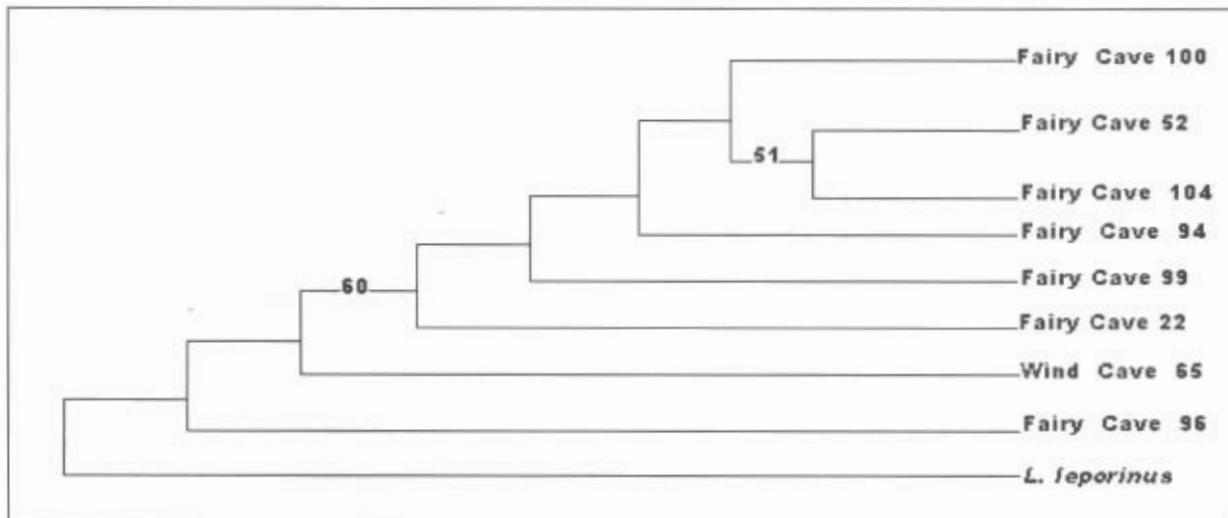 Fairy Cave 100
Fairy Cave 52
51
Fairy Cave 104
Fairy Cave 94
Fairy Cave 99
60
Fairy Cave 22
Wind Cave 65
Fairy Cave 96
L. leporinus